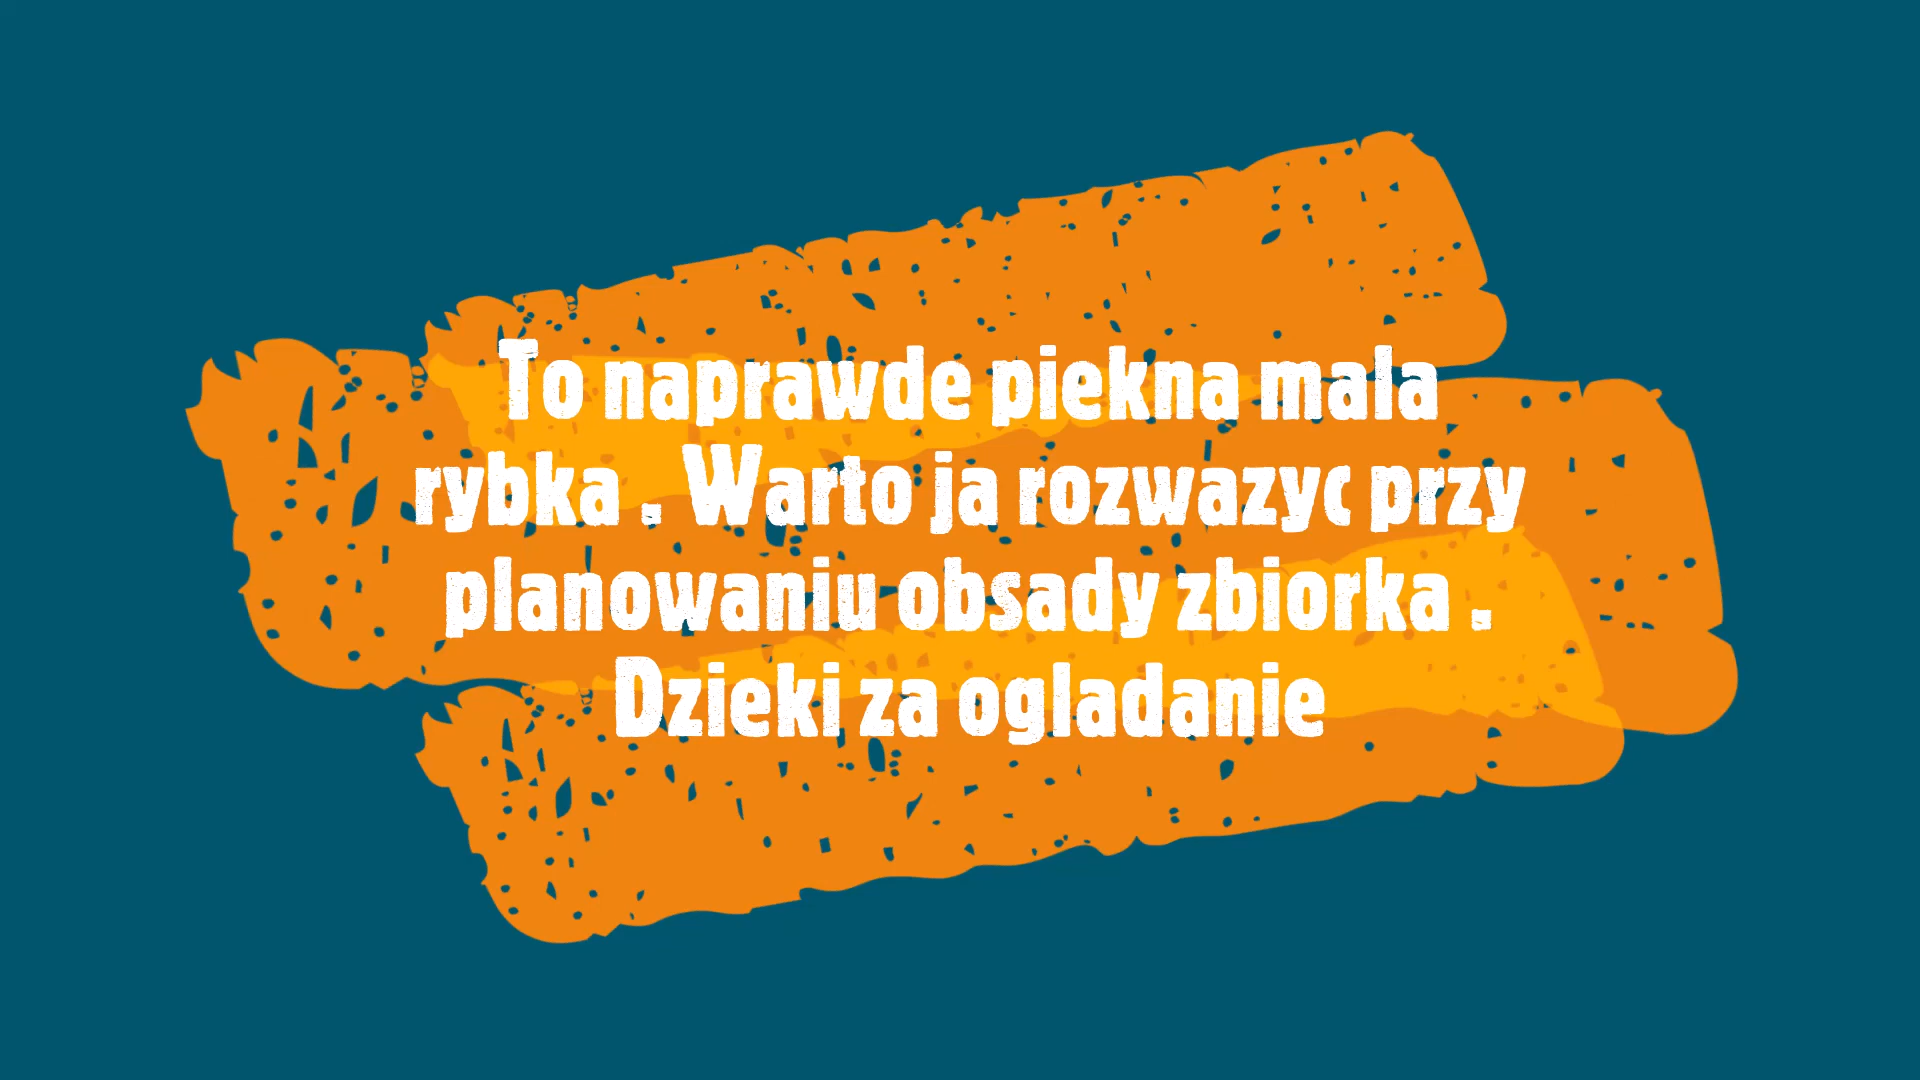 To naprawde piekna mala
rybka . Warto ja rozwazyc przy
planowaniu obsady zbiorka .
Dzieki za ogladanie